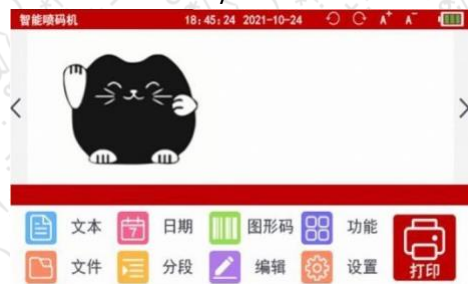 智能喷码机 18:45:24 2021-10-24 A+ A-
文本 7 日期 图形码 功能
文件 分段 编辑 设置 打印